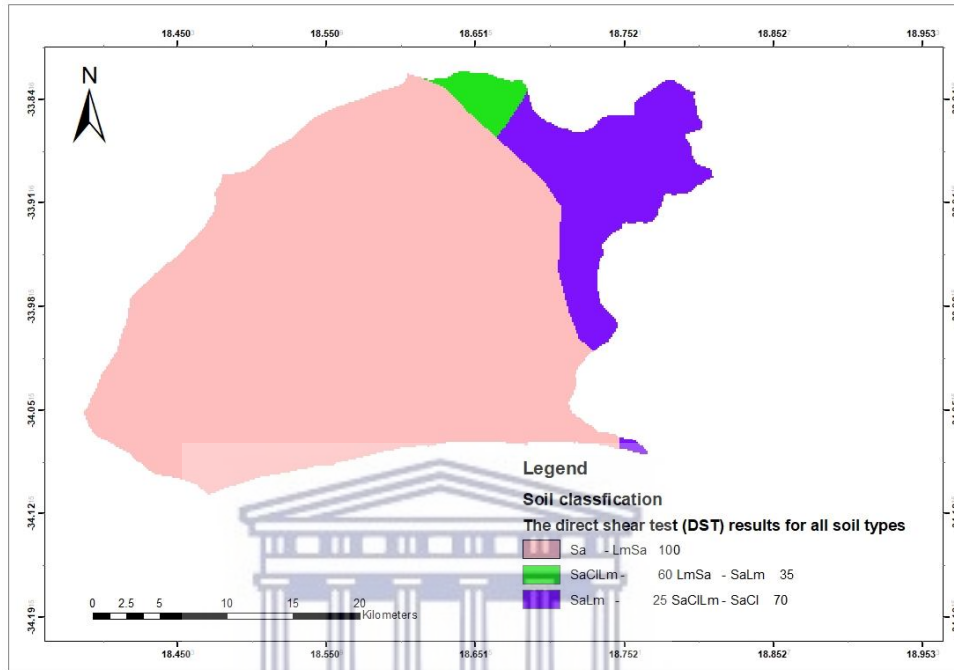 18.450 18.550 18.651 18.752 18.852 18.953
N
33.84
33.91
33.98
34.05
34.12
34.19
Legend
Soil classfication
The direct shear test (DST) results for all soil types
Sa - LmSa 100
SaClLm - 60 LmSa - SaLm 35
SaLm - 25 SaClLm - SaCl 70
0 2.5 5 10 15 20
Kilometers
18.450 18.550 18.651 18.752 18.852 18.953